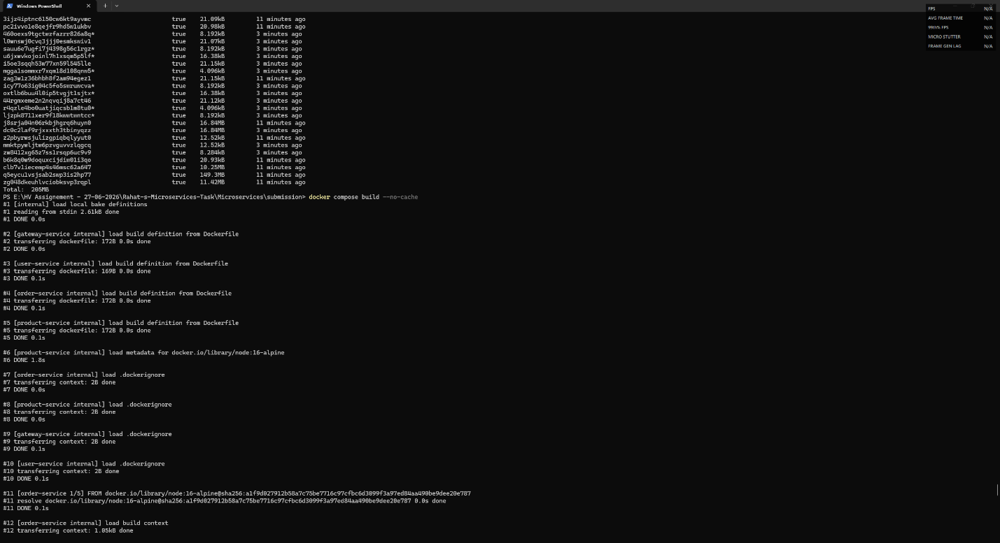 Windows PowerShell
FPS N/A
AVG FRAME TIME N/A
99th% FPS N/A
MICRO STUTTER N/A
FRAME GEN LAG N/A
3ijz4iptnc6150cw6kt9ayvmc true 21.09kB 11 minutes ago
pc2ivvo1e8qejfr9hd5w1ukbv true 20.98kB 11 minutes ago
460oexs9tgctwzfazrr826a8q* true 8.192kB 3 minutes ago
l0wnswj0cvq3jjj0esmkswiv1 true 21.07kB 3 minutes ago
sauu6e7ugfi7j4398g56c1rgz* true 8.192kB 3 minutes ago
u6jxwvkojoinl7h1xsqm5p5lf* true 16.38kB 3 minutes ago
i5oe3sqqh53w77xn59l545lle true 21.15kB 3 minutes ago
mgga1sommxr7xqm18d108qnw5* true 4.096kB 3 minutes ago
zag3w1z36bhbh8f2am94egez1 true 21.15kB 11 minutes ago
icy77o63ig04c5fo5swruwcva* true 8.192kB 3 minutes ago
oxtlb6buu4l0ip5tvgjt1sjtx* true 16.38kB 3 minutes ago
44rgmxeme2n2nqvqij8a7ct46 true 21.12kB 3 minutes ago
r4qzle4bo0uatjiqcsb1m8tu0* true 4.096kB 3 minutes ago
ljzpk8711xer9f18kwwtwntcc* true 8.192kB 3 minutes ago
j8srja04n06rkbjhgrq6huyn0 true 16.84MB 11 minutes ago
dc0c2laf9rjxxxth3tbinyqzz true 16.84MB 3 minutes ago
z2pbyrwsjulizgpiqbqlyyut0 true 12.52kB 11 minutes ago
mmktpywljtw6pzvguvvzlqgcq true 12.52kB 3 minutes ago
zw8412xg65z7ss1rsqp6uc9v9 true 8.284kB 3 minutes ago
b6k8q0w9doquxcijdiw01i3qo true 20.93kB 11 minutes ago
clb7v1iecemp4s46msc62a647 true 10.25MB 11 minutes ago
q5eycu1vsjsab2swp3is2hp77 true 149.3MB 11 minutes ago
zg048dkeuhlvciobksvp3rqpl true 11.42MB 11 minutes ago
Total: 205MB
PS E:\HV Assignement - 27-06-2026\Rahat-s-Microservices-Task\Microservices\submission> docker compose build --no-cache
#1 [internal] load local bake definitions
#1 reading from stdin 2.61kB done
#1 DONE 0.0s
#2 [gateway-service internal] load build definition from Dockerfile
#2 transferring dockerfile: 172B 0.0s done
#2 DONE 0.0s
#3 [user-service internal] load build definition from Dockerfile
#3 transferring dockerfile: 169B 0.0s done
#3 DONE 0.1s
#4 [order-service internal] load build definition from Dockerfile
#4 transferring dockerfile: 172B 0.0s done
#4 DONE 0.1s
#5 [product-service internal] load build definition from Dockerfile
#5 transferring dockerfile: 172B 0.0s done
#5 DONE 0.1s
#6 [product-service internal] load metadata for docker.io/library/node:16-alpine
#6 DONE 1.8s
#7 [order-service internal] load .dockerignore
#7 transferring context: 2B done
#7 DONE 0.0s
#8 [product-service internal] load .dockerignore
#8 transferring context: 2B done
#8 DONE 0.0s
#9 [gateway-service internal] load .dockerignore
#9 transferring context: 2B done
#9 DONE 0.1s
#10 [user-service internal] load .dockerignore
#10 transferring context: 2B done
#10 DONE 0.1s
#11 [order-service 1/5] FROM docker.io/library/node:16-alpine@sha256:a1f9d027912b58a7c75be7716c97cfbc6d3099f3a97ed84aa490be9dee20e787
#11 resolve docker.io/library/node:16-alpine@sha256:a1f9d027912b58a7c75be7716c97cfbc6d3099f3a97ed84aa490be9dee20e787 0.0s done
#11 DONE 0.1s
#12 [order-service internal] load build context
#12 transferring context: 1.05kB done